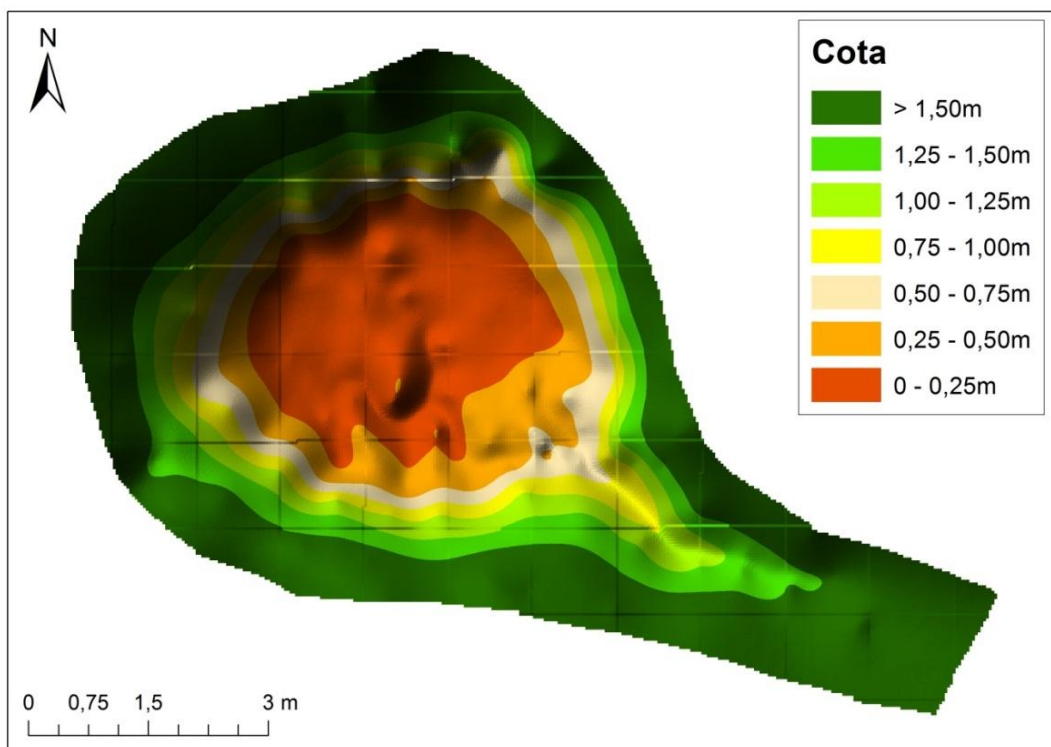 N
Cota
> 1,50m
1,25 - 1,50m
1,00 - 1,25m
0,75 - 1,00m
0,50 - 0,75m
0,25 - 0,50m
0 - 0,25m
0 0,75 1,5 3 m